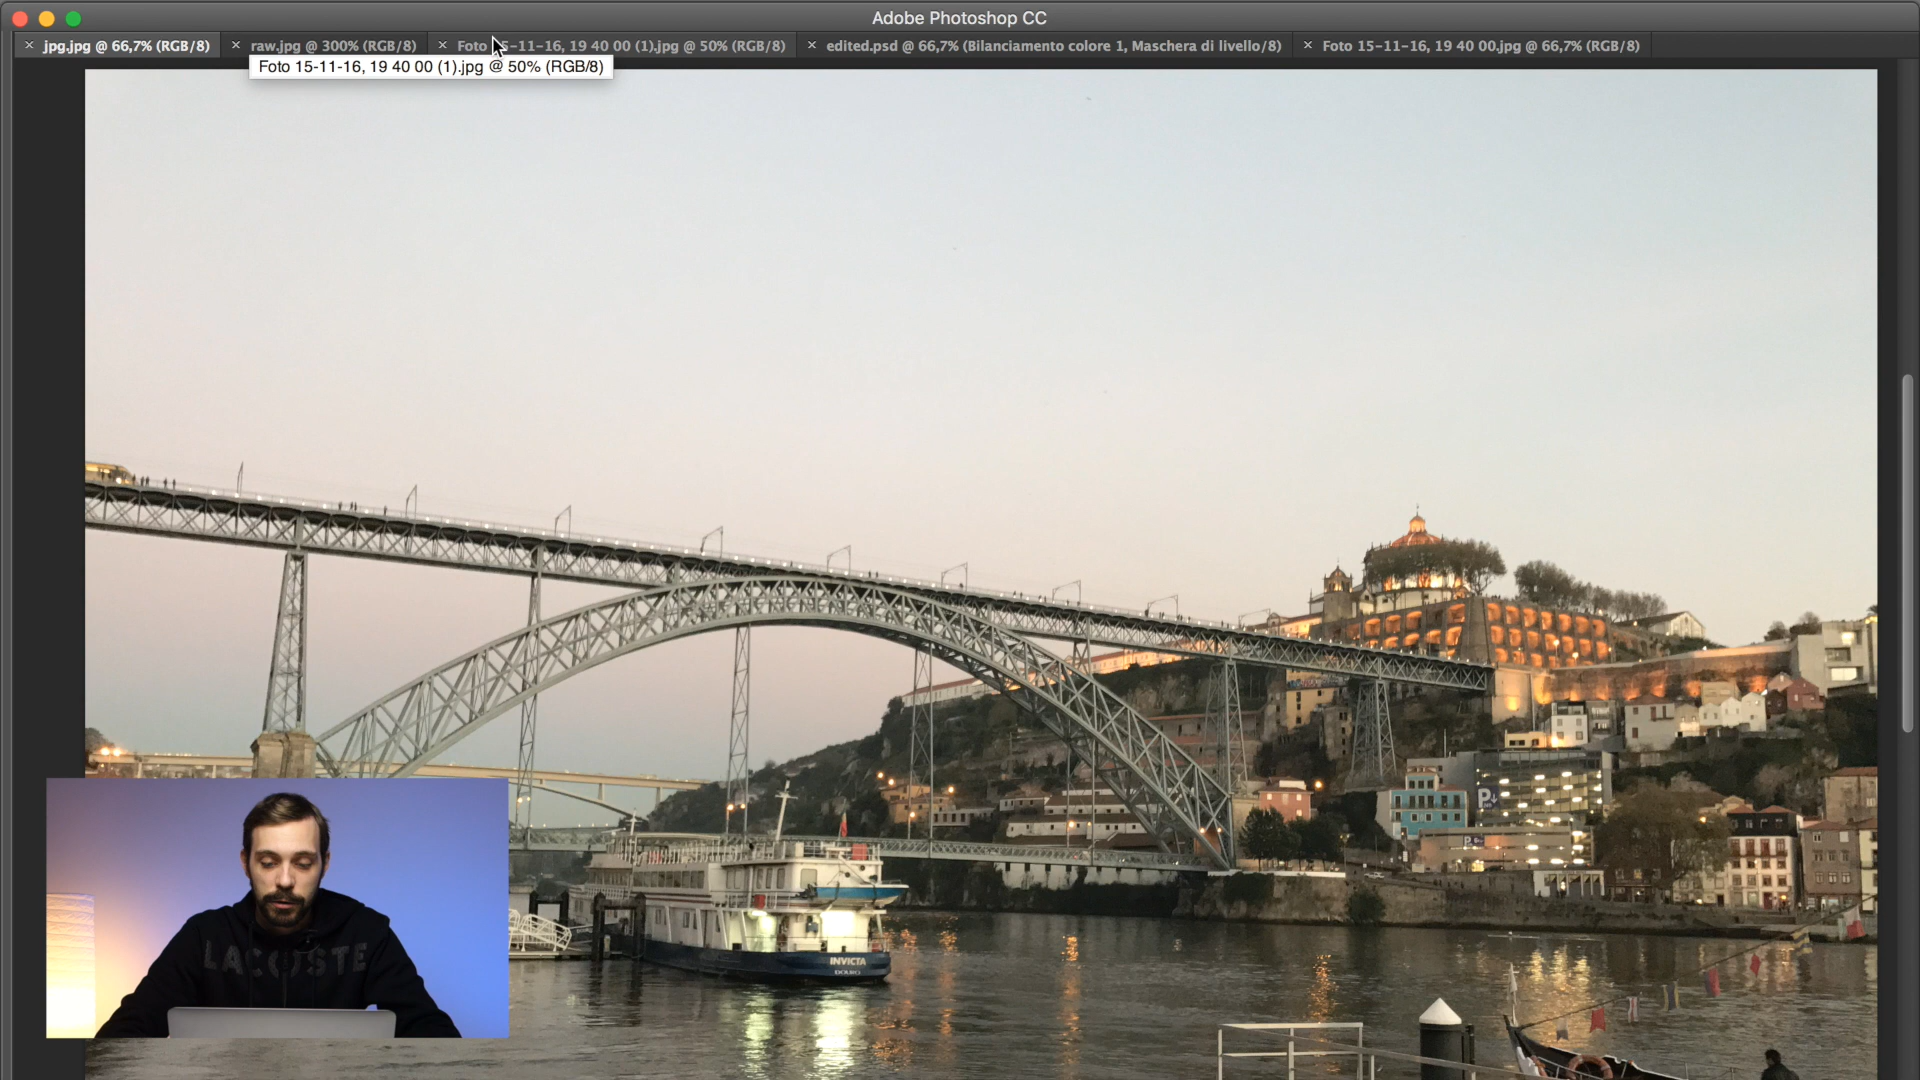 Adobe Photoshop CC
× jpg.jpg @ 66,7% (RGB/8) × raw.jpg @ 300% (RGB/8) × Foto 15-11-16, 19 40 00 (1).jpg @ 50% (RGB/8) × edited.psd @ 66,7% (Bilanciamento colore 1, Maschera di livello/8) × Foto 15-11-16, 19 40 00.jpg @ 66,7% (RGB/8)
Foto 15-11-16, 19 40 00 (1).jpg @ 50% (RGB/8)
P
P
INVICTA
DOURO
LACOSTE